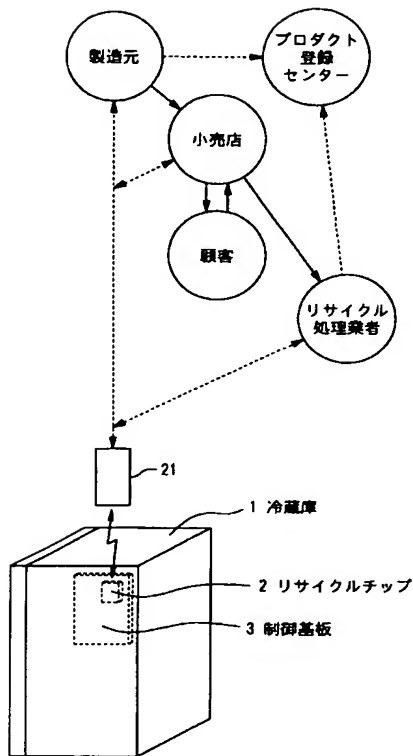 製造元
プロダクト
登録
センター
小売店
顧客
リサイクル
処理業者
21
1 冷蔵庫
2 リサイクルチップ
3 制御基板